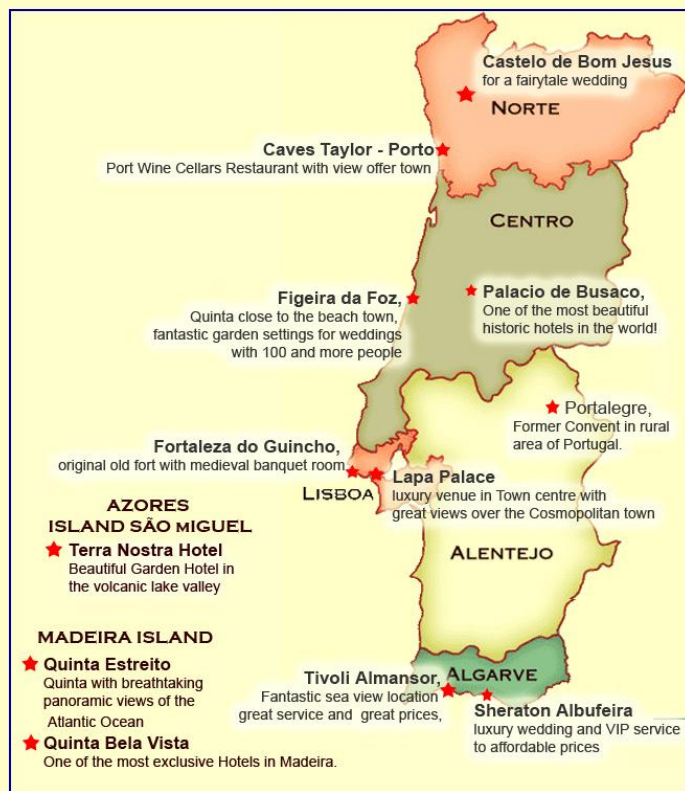 Castelo de Bom Jesus
for a fairytale wedding
NORTE
Caves Taylor - Porto
Port Wine Cellars Restaurant with view offer town
CENTRO
Figeira da Foz,
Quinta close to the beach town,
fantastic garden settings for weddings
with 100 and more people
Palacio de Busaco,
One of the most beautiful
historic hotels in the world!
Portalegre,
Former Convent in rural
area of Portugal.
Fortaleza do Guincho,
original old fort with medieval banquet room
LISBOA
Lapa Palace
luxury venue in Town centre with
great views over the Cosmopolitan town
AZORES
ISLAND SÃO MIGUEL
Terra Nostra Hotel
Beautiful Garden Hotel in
the volcanic lake valley
ALENTEJO
MADEIRA ISLAND
Quinta Estreito
Quinta with breathtaking
panoramic views of the
Atlantic Ocean
Quinta Bela Vista
One of the most exclusive Hotels in Madeira.
Tivoli Almansor,
Fantastic sea view location
great service and great prices,
ALGARVE
Sheraton Albufeira
luxury wedding and VIP service
to affordable prices